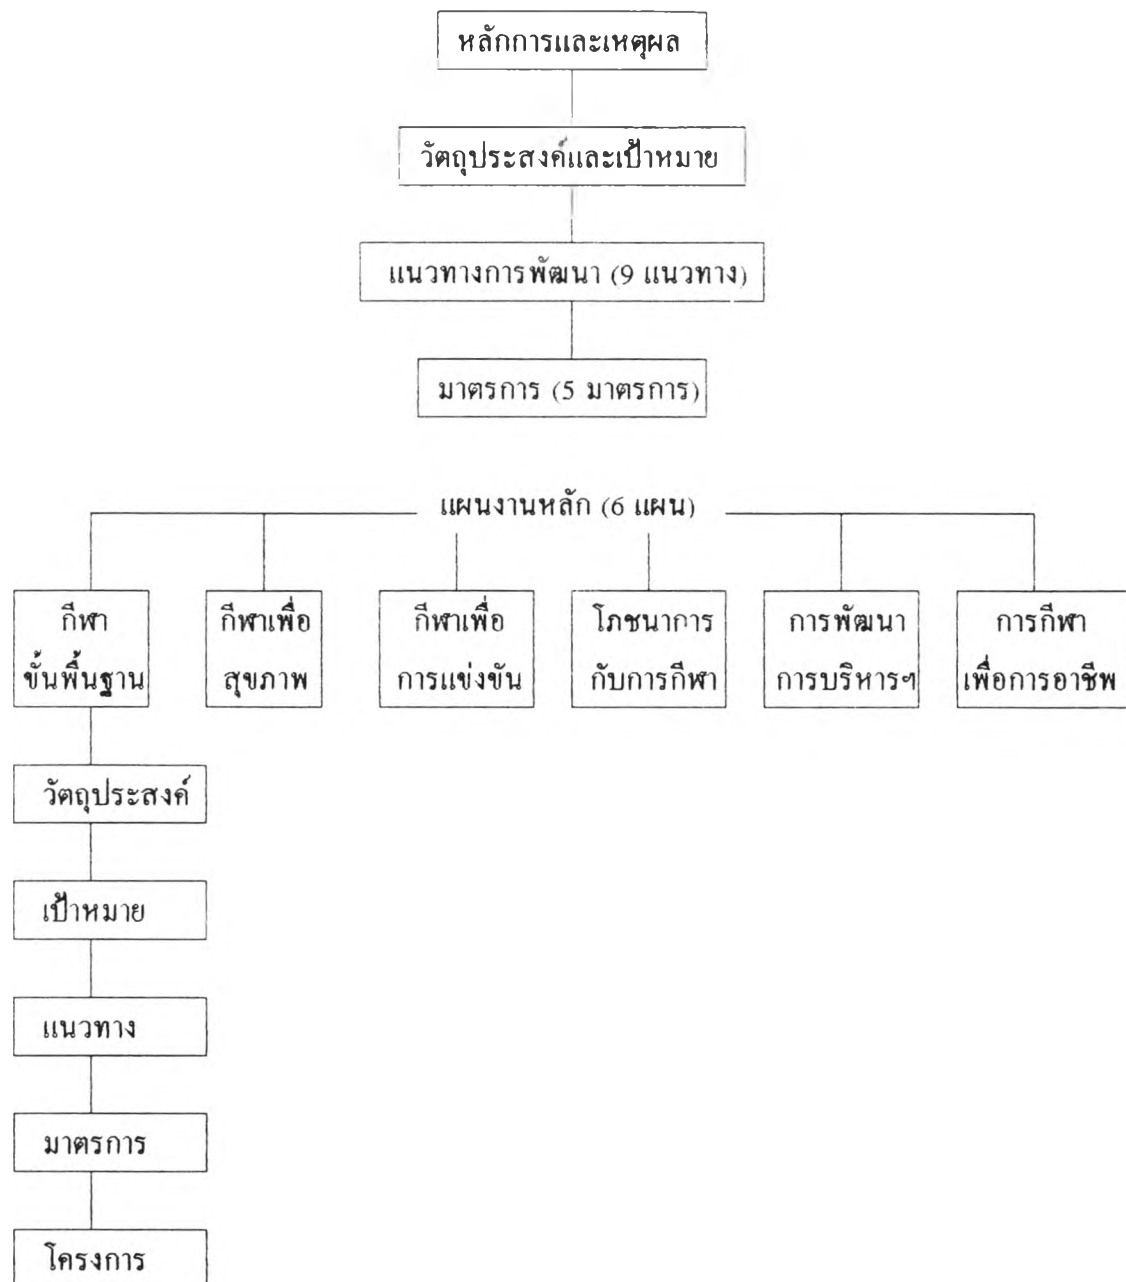 หลักการและเหตุผล
วัตถุประสงค์และเป้าหมาย
แนวทางการพัฒนา (9 แนวทาง)
มาตรการ (5 มาตรการ)
แผนงานหลัก (6 แผน)
กีฬา
ขั้นพื้นฐาน
กีฬาเพื่อ
สุขภาพ
กีฬาเพื่อ
การแข่งขัน
โภชนาการ
กับการกีฬา
การพัฒนา
การบริหารฯ
การกีฬา
เพื่อการอาชีพ
วัตถุประสงค์
เป้าหมาย
แนวทาง
มาตรการ
โครงการ